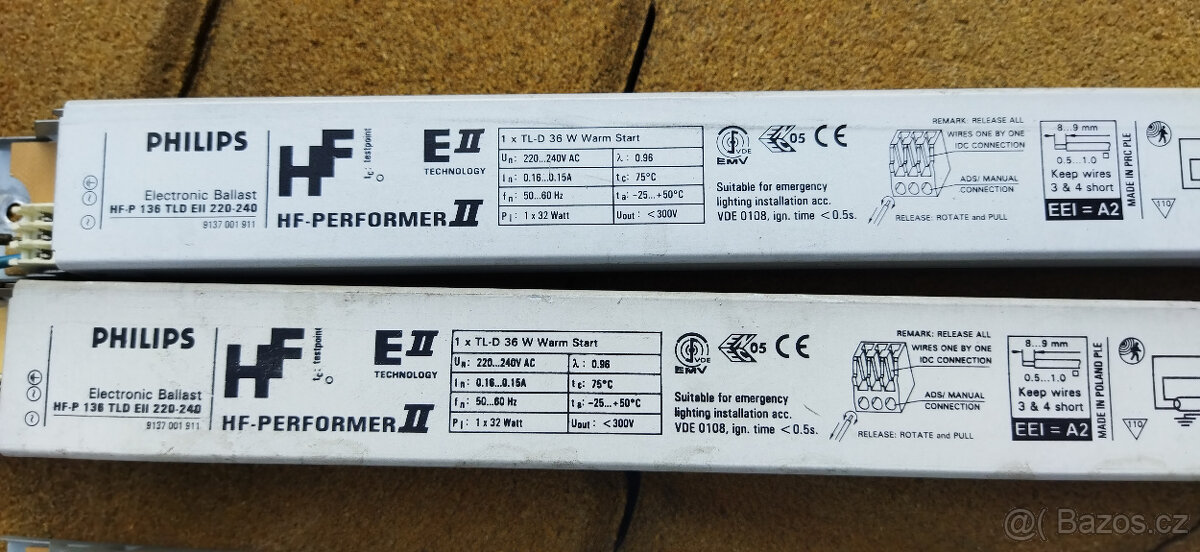 PHILIPS
Electronic Ballast
HF-P 136 TLD EII 220-240
9137 001 911
HF
tc: testpoint
HF-PERFORMER II
EII
TECHNOLOGY
1 x TL-D 36 W Warm Start
Un: 220...240V AC λ: 0.96
In: 0.16...0.15A tc: 75°C
fn: 50...60 Hz ta: -25...+50°C
PI: 1 x 32 Watt Uout: <300V
VDE
EMV
05 CE
Suitable for emergency
lighting installation acc.
VDE 0108, ign. time <0.5s.
REMARK: RELEASE ALL
WIRES ONE BY ONE
IDC CONNECTION
ADS/ MANUAL
CONNECTION
RELEASE: ROTATE and PULL
8...9 mm
0.5...1.0
Keep wires
3 & 4 short
EEI = A2
MADE IN PRC PLE
110
PHILIPS
Electronic Ballast
HF-P 136 TLD EII 220-240
9137 001 911
HF
tc: testpoint
HF-PERFORMER II
EII
TECHNOLOGY
1 x TL-D 36 W Warm Start
Un: 220...240V AC λ: 0.96
In: 0.16...0.15A tc: 75°C
fn: 50...60 Hz ta: -25...+50°C
PI: 1 x 32 Watt Uout: <300V
VDE
EMV
05 CE
Suitable for emergency
lighting installation acc.
VDE 0108, ign. time <0.5s.
REMARK: RELEASE ALL
WIRES ONE BY ONE
IDC CONNECTION
ADS/ MANUAL
CONNECTION
RELEASE: ROTATE and PULL
8...9 mm
0.5...1.0
Keep wires
3 & 4 short
EEI = A2
MADE IN POLAND PLE
110
@( Bazos.cz